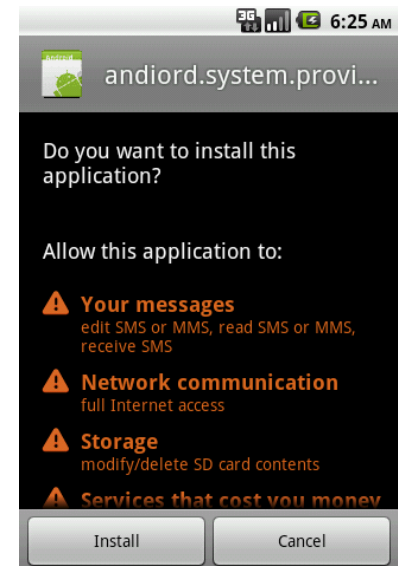 3G 6:25 AM
Android
andiord.system.provi...
Do you want to install this
application?
Allow this application to:
Your messages
edit SMS or MMS, read SMS or MMS,
receive SMS
Network communication
full Internet access
Storage
modify/delete SD card contents
Services that cost you money
Install
Cancel